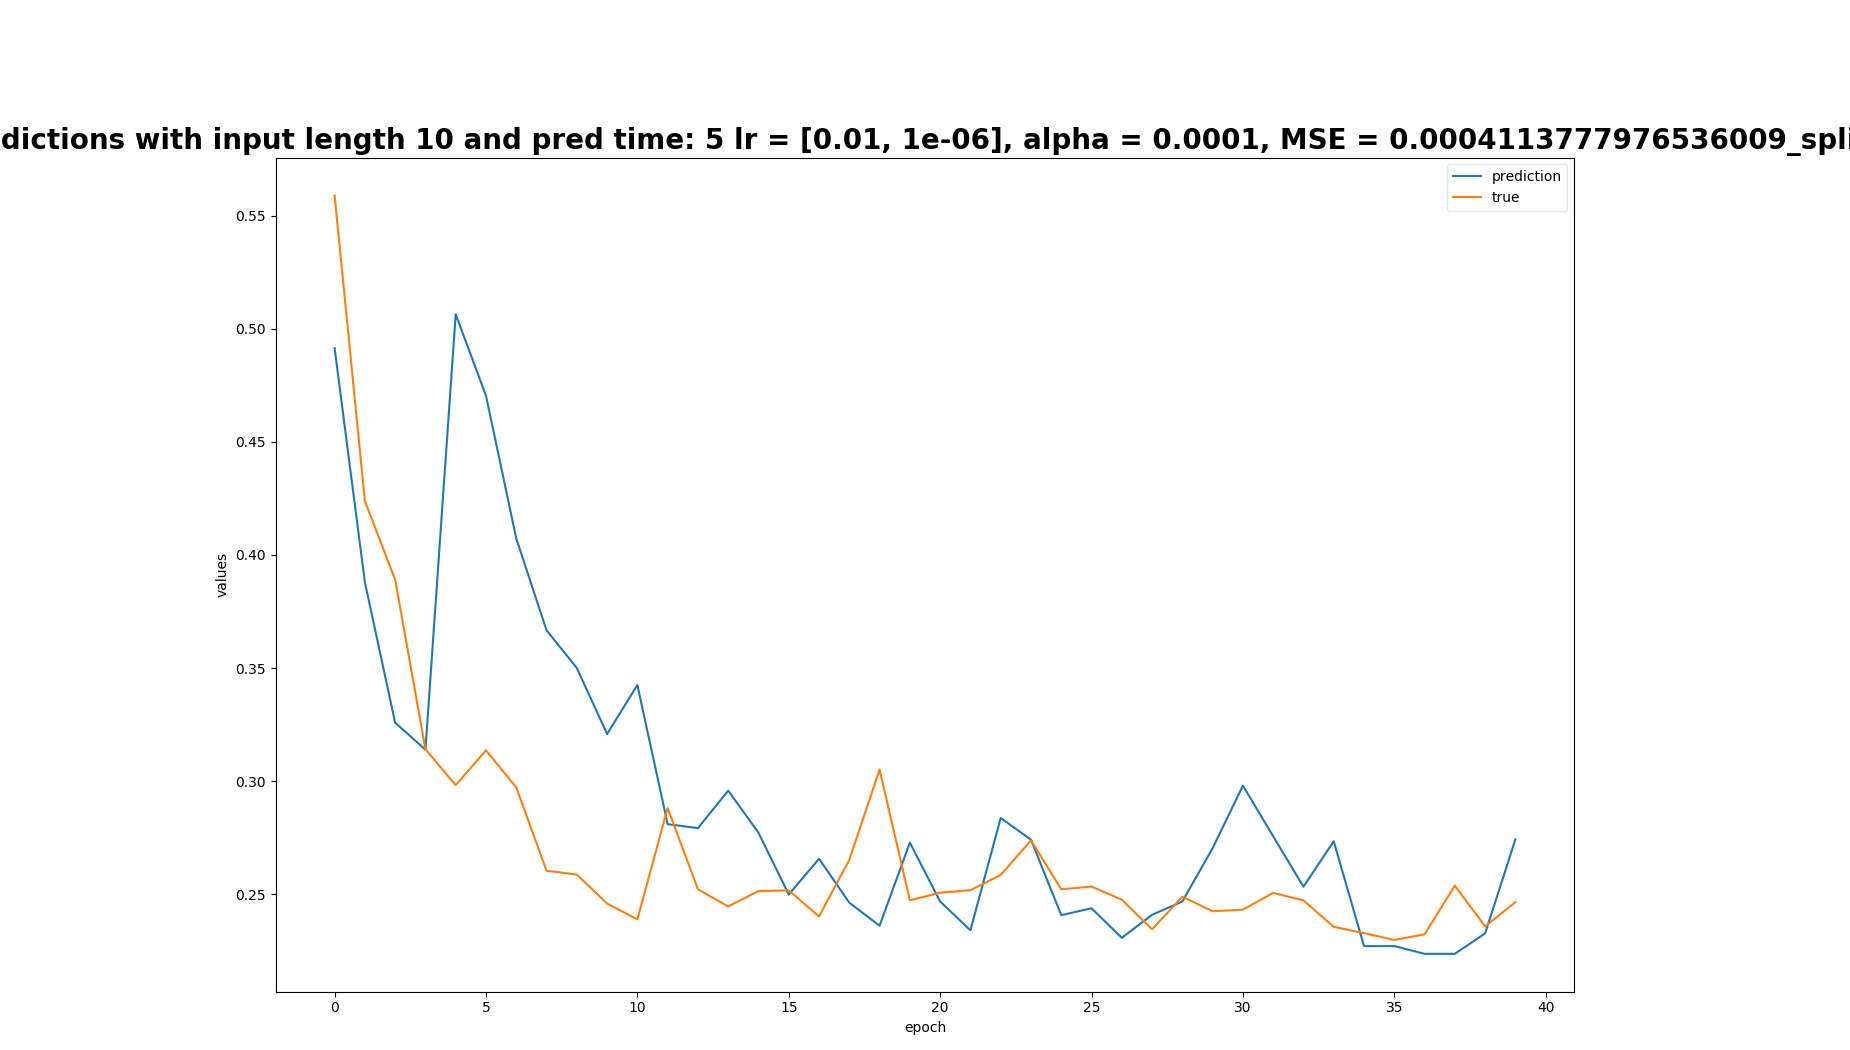 dictions with input length 10 and pred time: 5 lr = [0.01, 1e-06], alpha = 0.0001, MSE = 0.0004113777976536009_spli
prediction
true
0.55
0.50
0.45
0.40
0.35
0.30
0.25
values
0 5 10 15 20 25 30 35 40
epoch